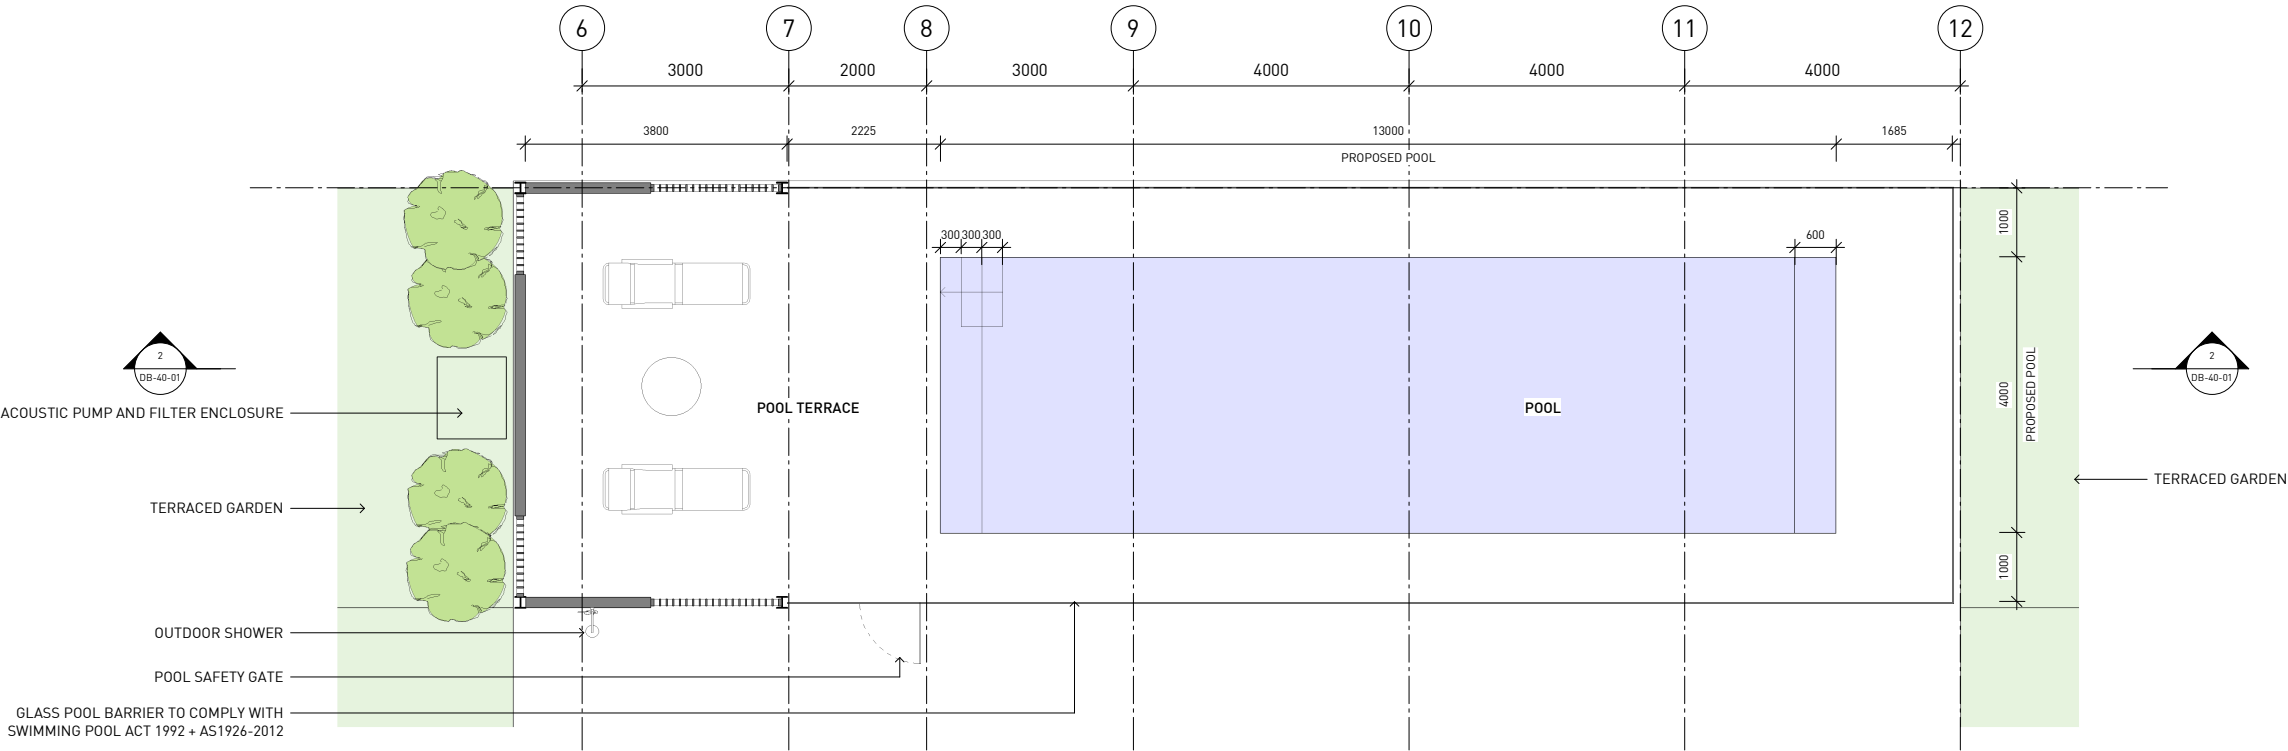 6
7
8
9
10
11
12
3000
2000
3000
4000
4000
4000
3800
2225
13000
1685
PROPOSED POOL
300 300 300
600
1000
4000
PROPOSED POOL
1000
2
DB-40-01
2
DB-40-01
ACOUSTIC PUMP AND FILTER ENCLOSURE
POOL TERRACE
POOL
TERRACED GARDEN
TERRACED GARDEN
OUTDOOR SHOWER
POOL SAFETY GATE
GLASS POOL BARRIER TO COMPLY WITH
SWIMMING POOL ACT 1992 + AS1926-2012